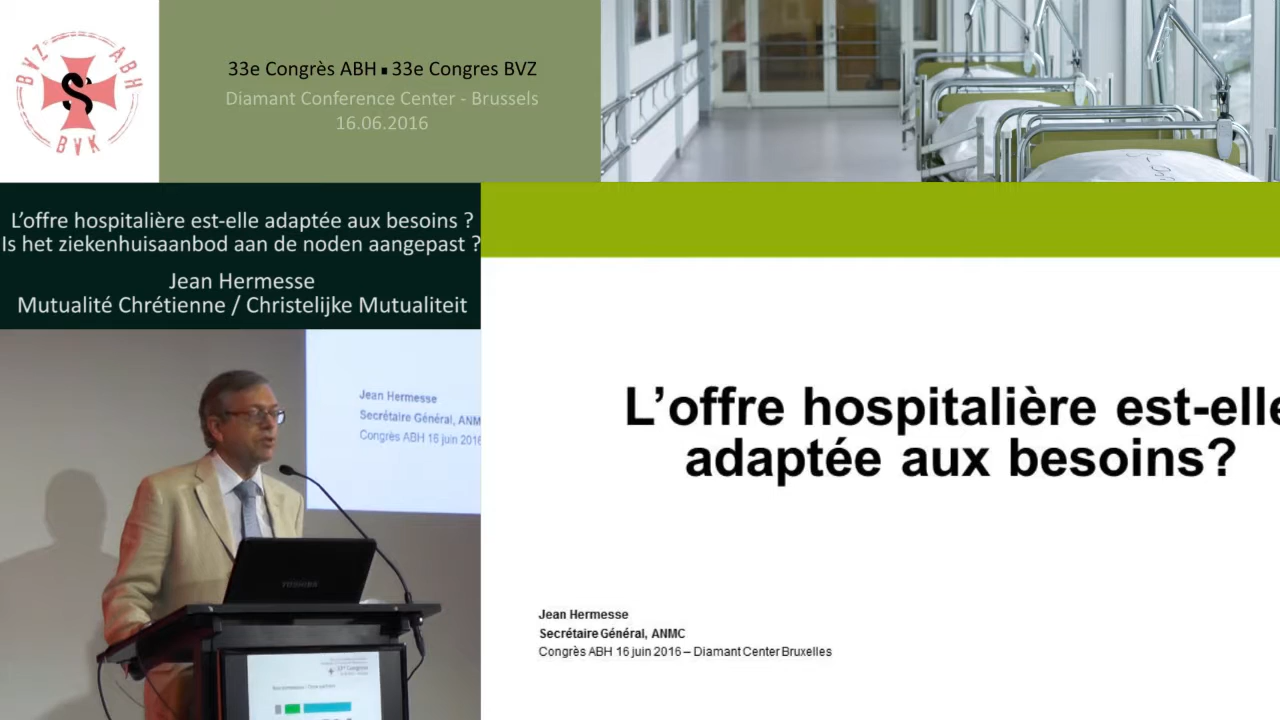 BVZ ABH
BVK
33e Congrès ABH ▪ 33e Congres BVZ
Diamant Conference Center - Brussels
16.06.2016
L’offre hospitalière est-elle adaptée aux besoins ?
Is het ziekenhuisaanbod aan de noden aangepast ?
Jean Hermesse
Mutualité Chrétienne / Christelijke Mutualiteit
Jean Hermesse
Secrétaire Général, ANM
Congrès ABH 16 juin 2016
TOSHIBA
33e Congres
L’offre hospitalière est-elle
adaptée aux besoins?
Jean Hermesse
Secrétaire Général, ANMC
Congrès ABH 16 juin 2016 – Diamant Center Bruxelles